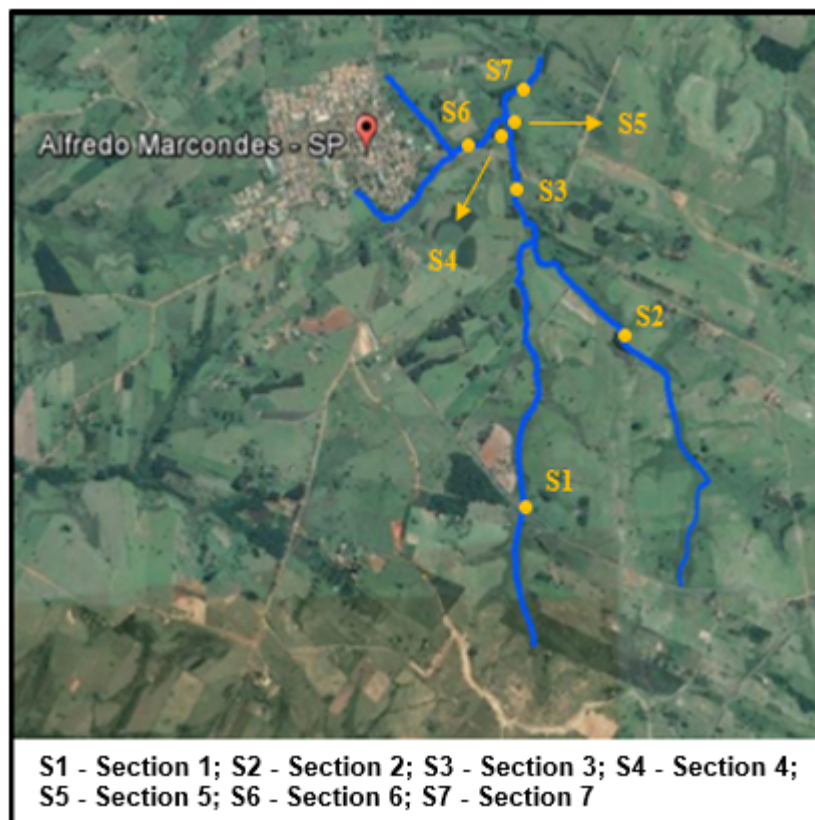 S7
S6
S5
Alfredo Marcondes - SP
S3
S4
S2
S1
S1 - Section 1; S2 - Section 2; S3 - Section 3; S4 - Section 4;
S5 - Section 5; S6 - Section 6; S7 - Section 7